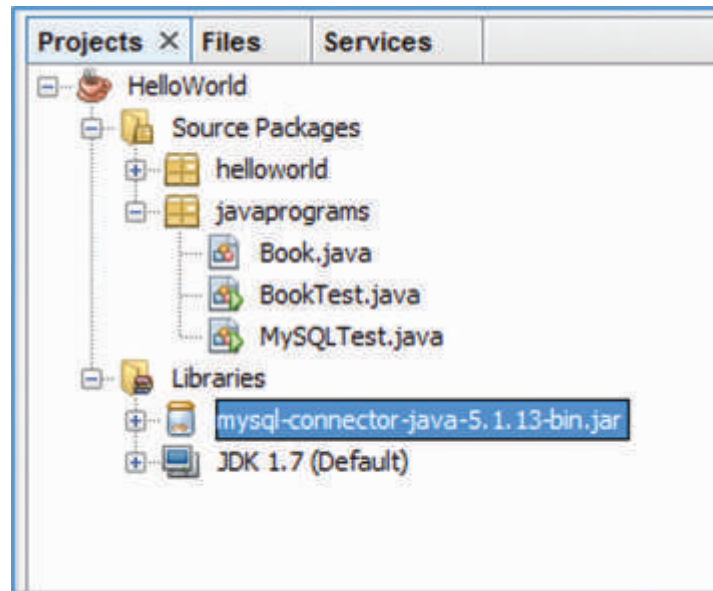 Projects × Files Services
HelloWorld
Source Packages
helloworld
javaprograms
Book.java
BookTest.java
MySQLTest.java
Libraries
mysql-connector-java-5.1.13-bin.jar
JDK 1.7 (Default)